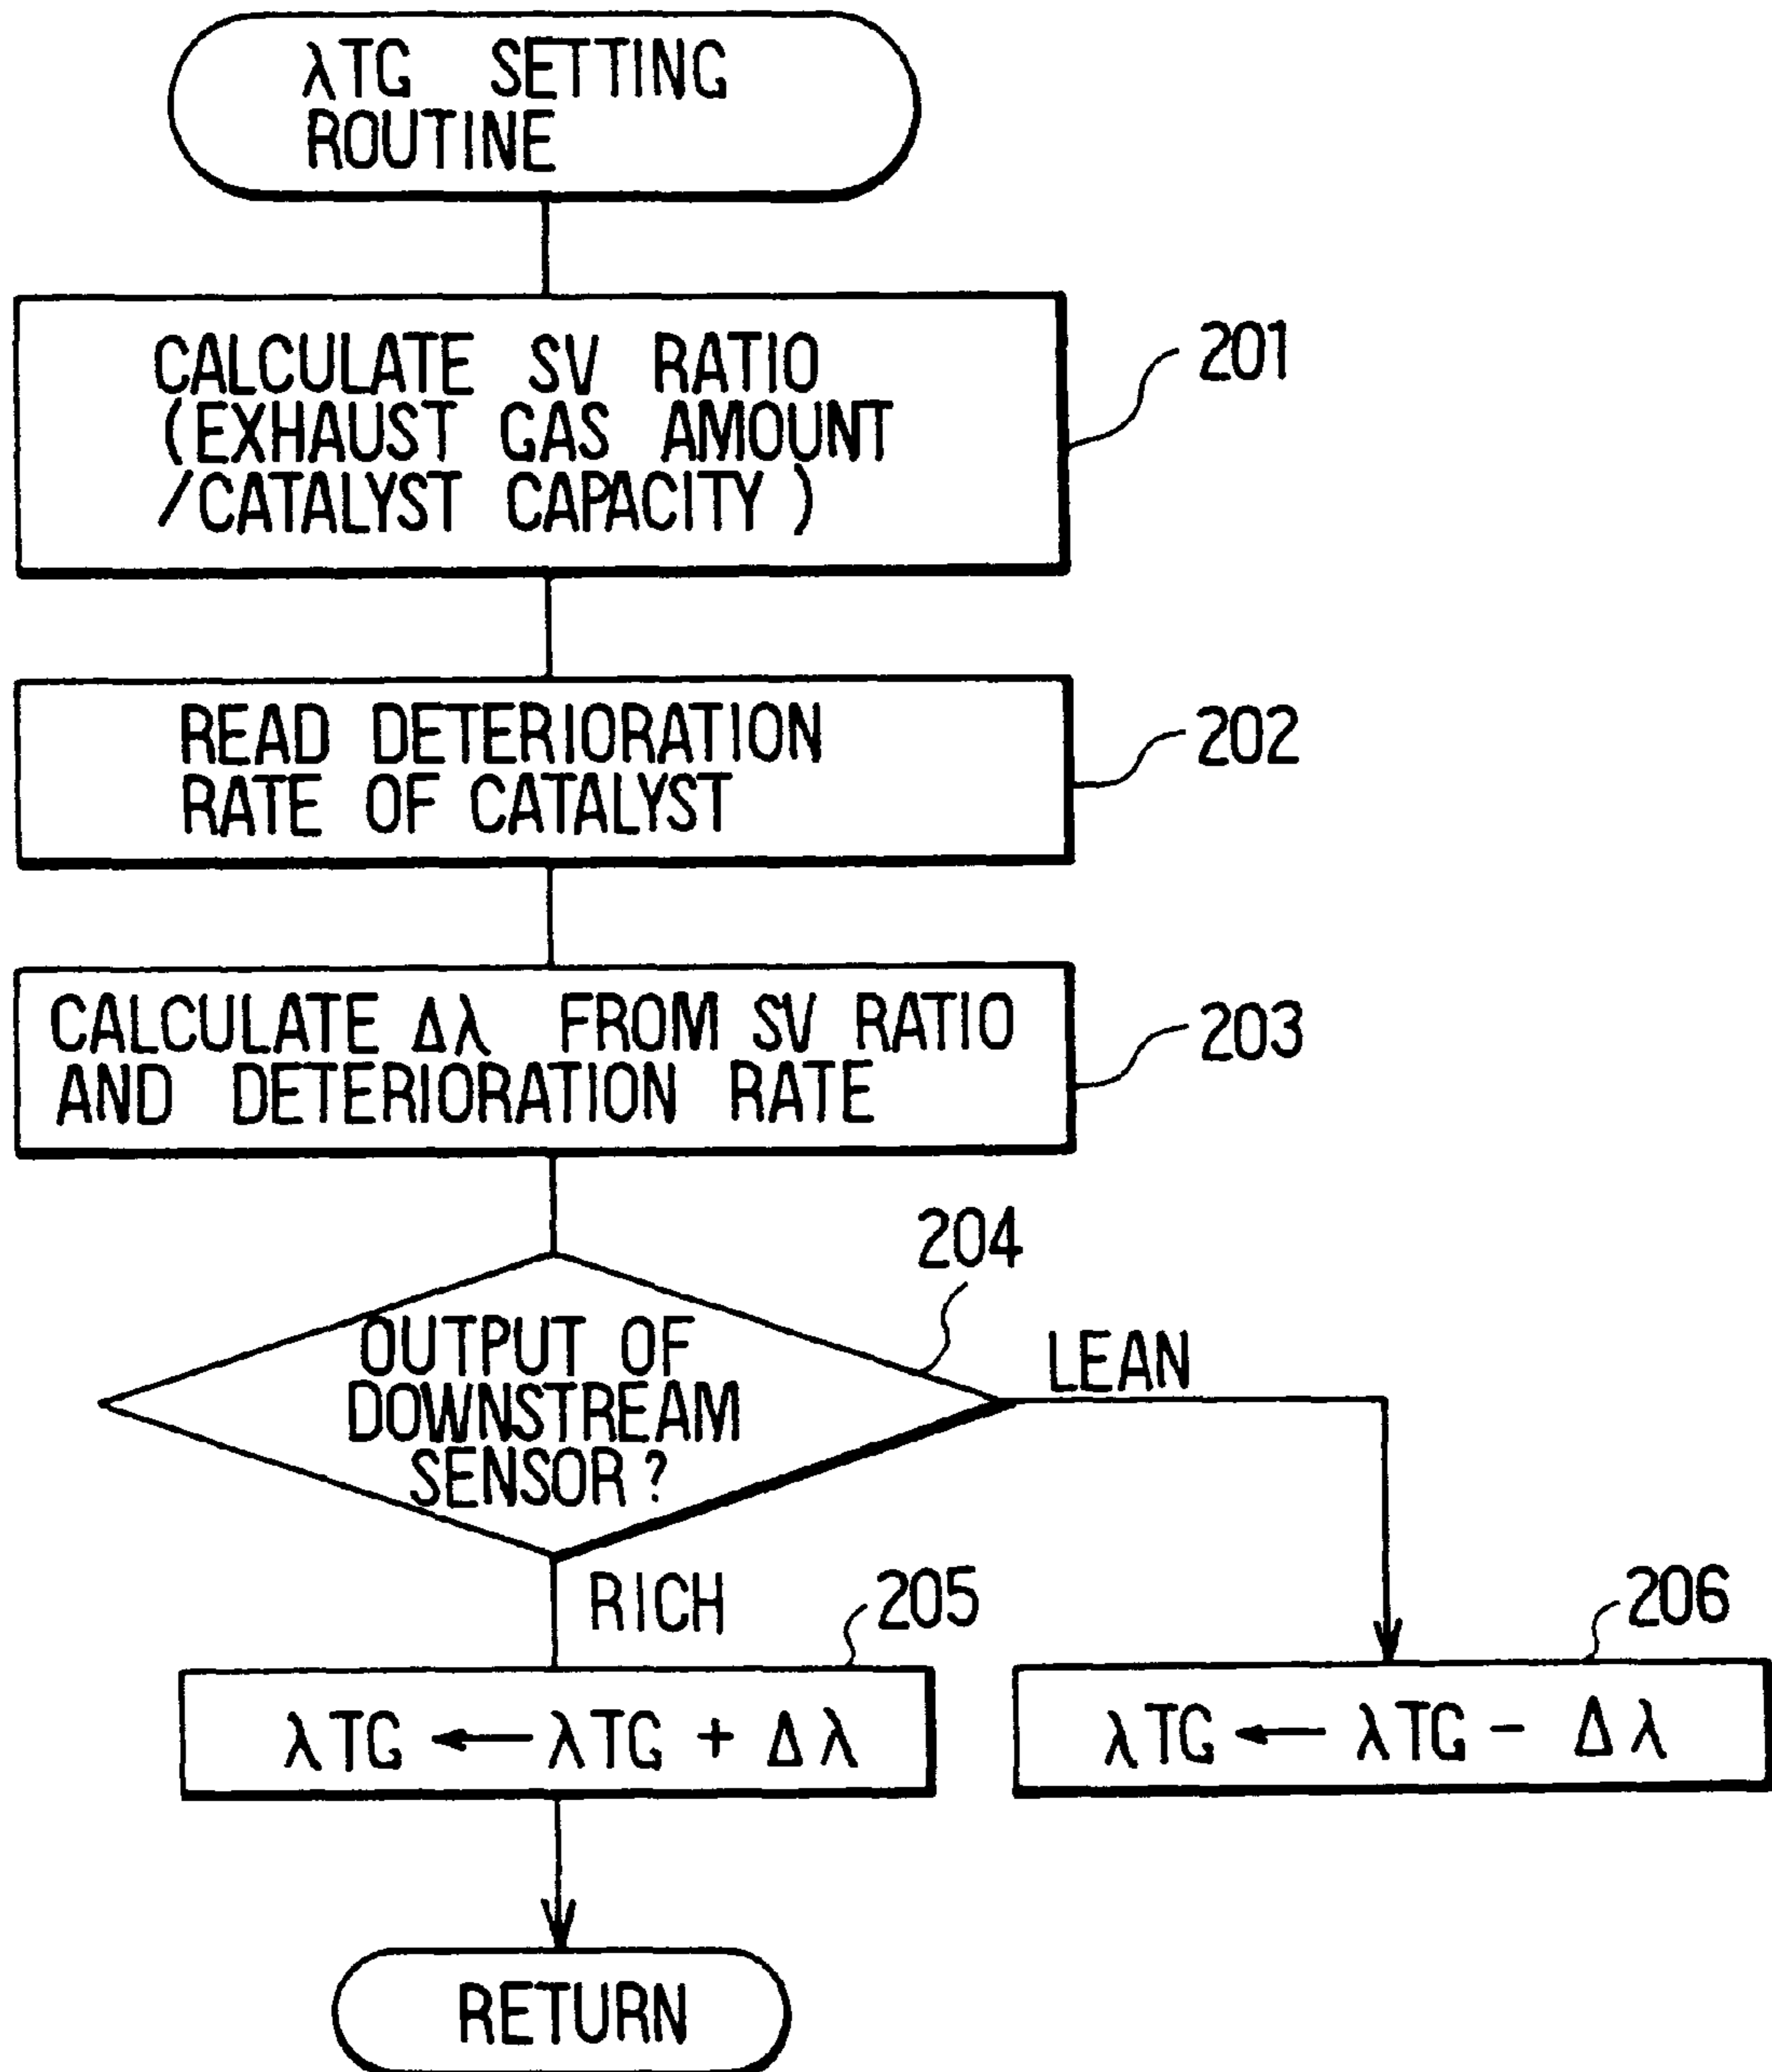 λTG SETTING
ROUTINE
CALCULATE SV RATIO
(EXHAUST GAS AMOUNT
/CATALYST CAPACITY)
201
READ DETERIORATION
RATE OF CATALYST
202
CALCULATE Δλ FROM SV RATIO
AND DETERIORATION RATE
203
204
OUTPUT OF
DOWNSTREAM
SENSOR?
LEAN
RICH
205
206
λTG ← λTG + Δλ
λTG ← λTG - Δλ
RETURN